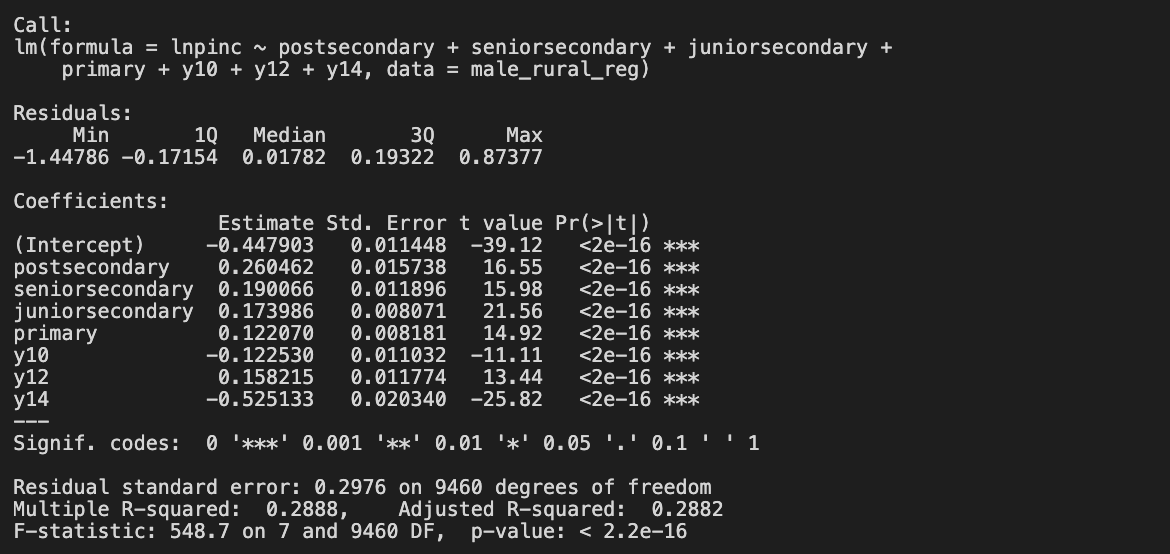 Call:
lm(formula = lnpinc ~ postsecondary + seniorsecondary + juniorsecondary +
    primary + y10 + y12 + y14, data = male_rural_reg)

Residuals:
     Min       1Q   Median       3Q      Max
-1.44786 -0.17154  0.01782  0.19322  0.87377

Coefficients:
                 Estimate Std. Error t value Pr(>|t|)
(Intercept)     -0.447903   0.011448  -39.12   <2e-16 ***
postsecondary    0.260462   0.015738   16.55   <2e-16 ***
seniorsecondary  0.190066   0.011896   15.98   <2e-16 ***
juniorsecondary  0.173986   0.008071   21.56   <2e-16 ***
primary          0.122070   0.008181   14.92   <2e-16 ***
y10             -0.122530   0.011032  -11.11   <2e-16 ***
y12              0.158215   0.011774   13.44   <2e-16 ***
y14             -0.525133   0.020340  -25.82   <2e-16 ***
---
Signif. codes:  0 '***' 0.001 '**' 0.01 '*' 0.05 '.' 0.1 ' ' 1

Residual standard error: 0.2976 on 9460 degrees of freedom
Multiple R-squared:  0.2888,    Adjusted R-squared:  0.2882
F-statistic: 548.7 on 7 and 9460 DF,  p-value: < 2.2e-16